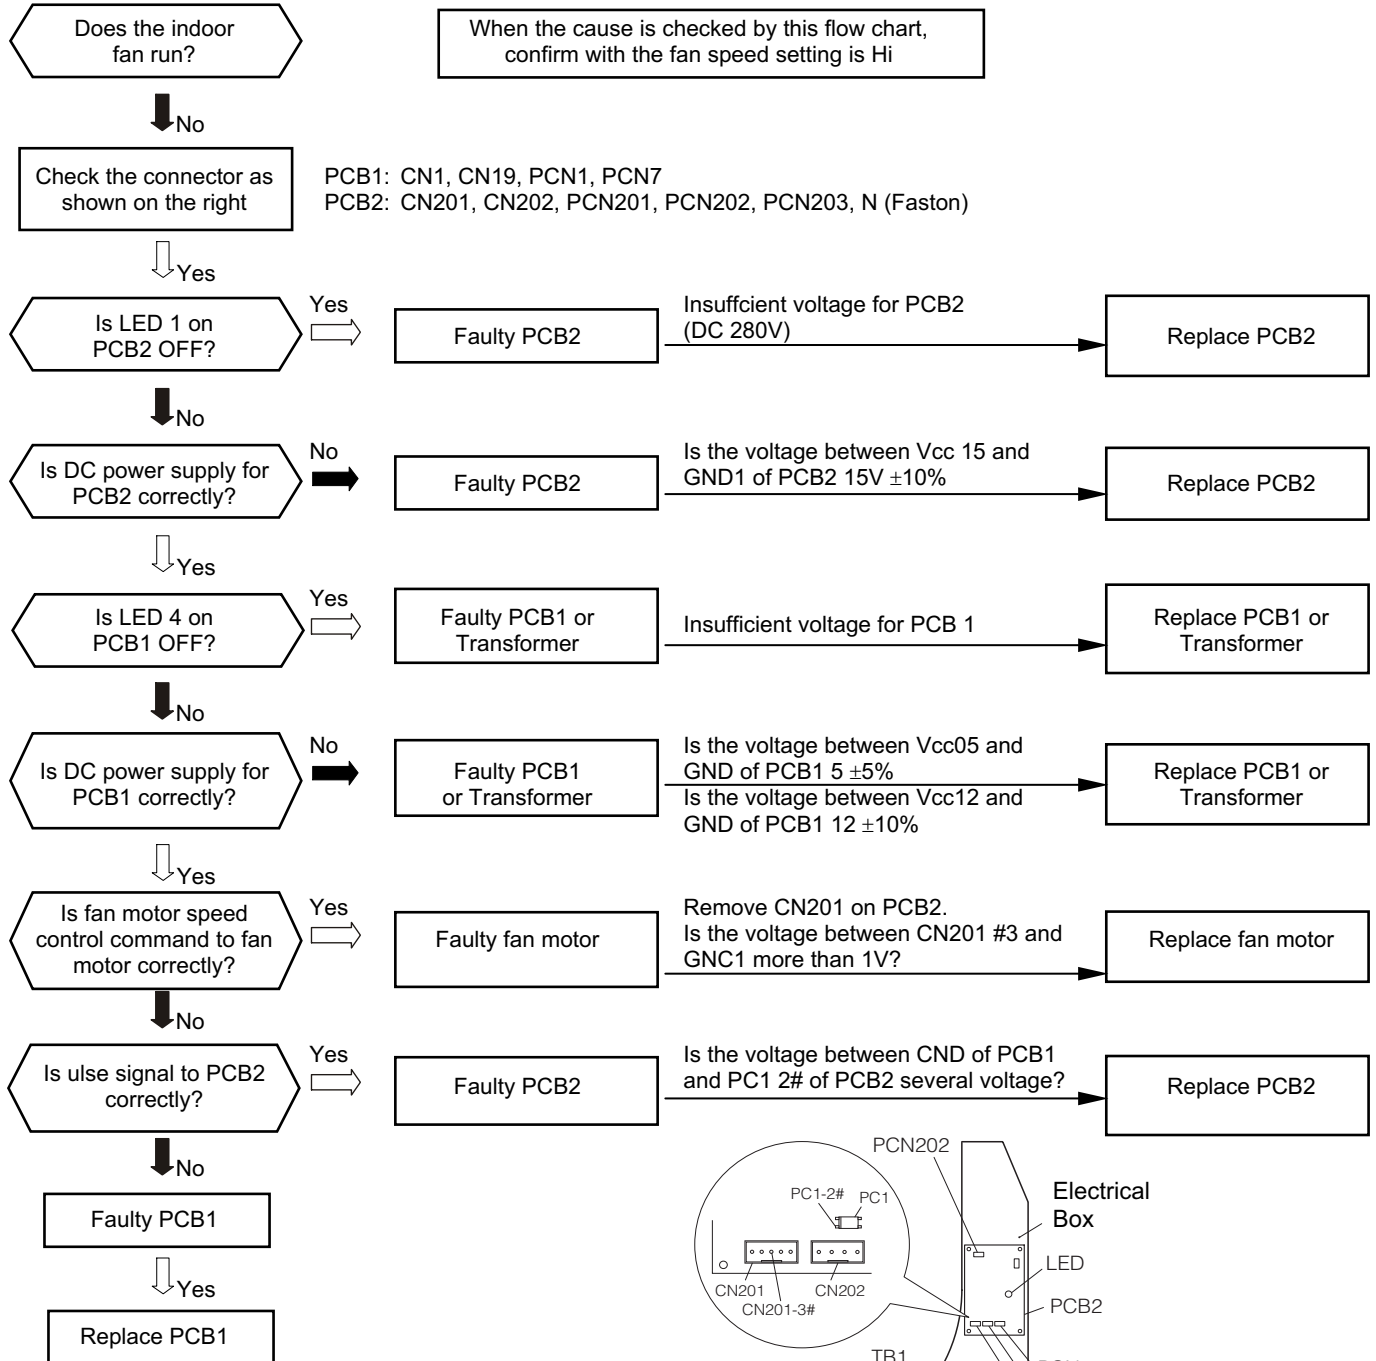 Does the indoor
fan run?
When the cause is checked by this flow chart,
confirm with the fan speed setting is Hi
No
Check the connector as
shown on the right
PCB1: CN1, CN19, PCN1, PCN7
PCB2: CN201, CN202, PCN201, PCN202, PCN203, N (Faston)
Yes
Is LED 1 on
PCB2 OFF?
Yes
Faulty PCB2
Insuffcient voltage for PCB2
(DC 280V)
Replace PCB2
No
Is DC power supply for
PCB2 correctly?
No
Faulty PCB2
Is the voltage between Vcc 15 and
GND1 of PCB2 15V ±10%
Replace PCB2
Yes
Is LED 4 on
PCB1 OFF?
Yes
Faulty PCB1 or
Transformer
Insufficient voltage for PCB 1
Replace PCB1 or
Transformer
No
Is DC power supply for
PCB1 correctly?
No
Faulty PCB1
or Transformer
Is the voltage between Vcc05 and
GND of PCB1 5 ±5%
Is the voltage between Vcc12 and
GND of PCB1 12 ±10%
Replace PCB1 or
Transformer
Yes
Is fan motor speed
control command to fan
motor correctly?
Yes
Faulty fan motor
Remove CN201 on PCB2.
Is the voltage between CN201 #3 and
GNC1 more than 1V?
Replace fan motor
No
Is ulse signal to PCB2
correctly?
Yes
Faulty PCB2
Is the voltage between CND of PCB1
and PC1 2# of PCB2 several voltage?
Replace PCB2
No
Faulty PCB1
Yes
Replace PCB1
PCN202
Electrical
Box
PC1-2#
PC1
LED
CN201
CN202
CN201-3#
PCB2
TB1